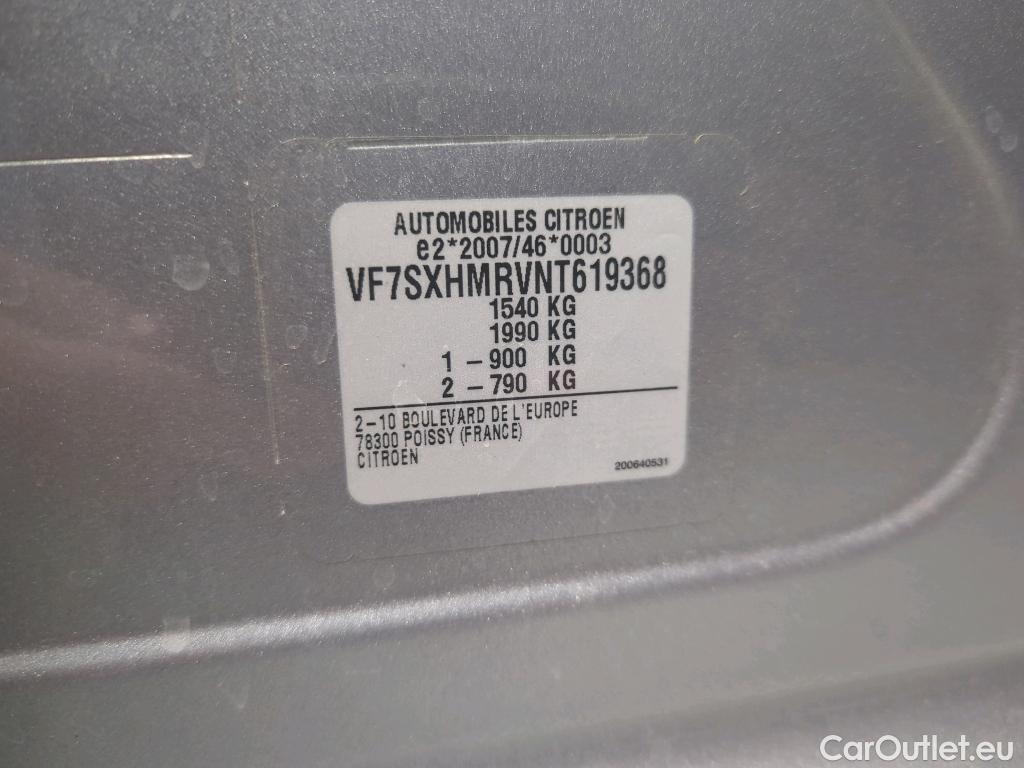 AUTOMOBILES CITROEN
e2*2007/46*0003
VF7SXHMRVNT619368
1540 KG
1990 KG
1 – 900 KG
2 – 790 KG
2–10 BOULEVARD DE L'EUROPE
78300 POISSY (FRANCE)
CITROEN
200640531
CarOutlet.eu